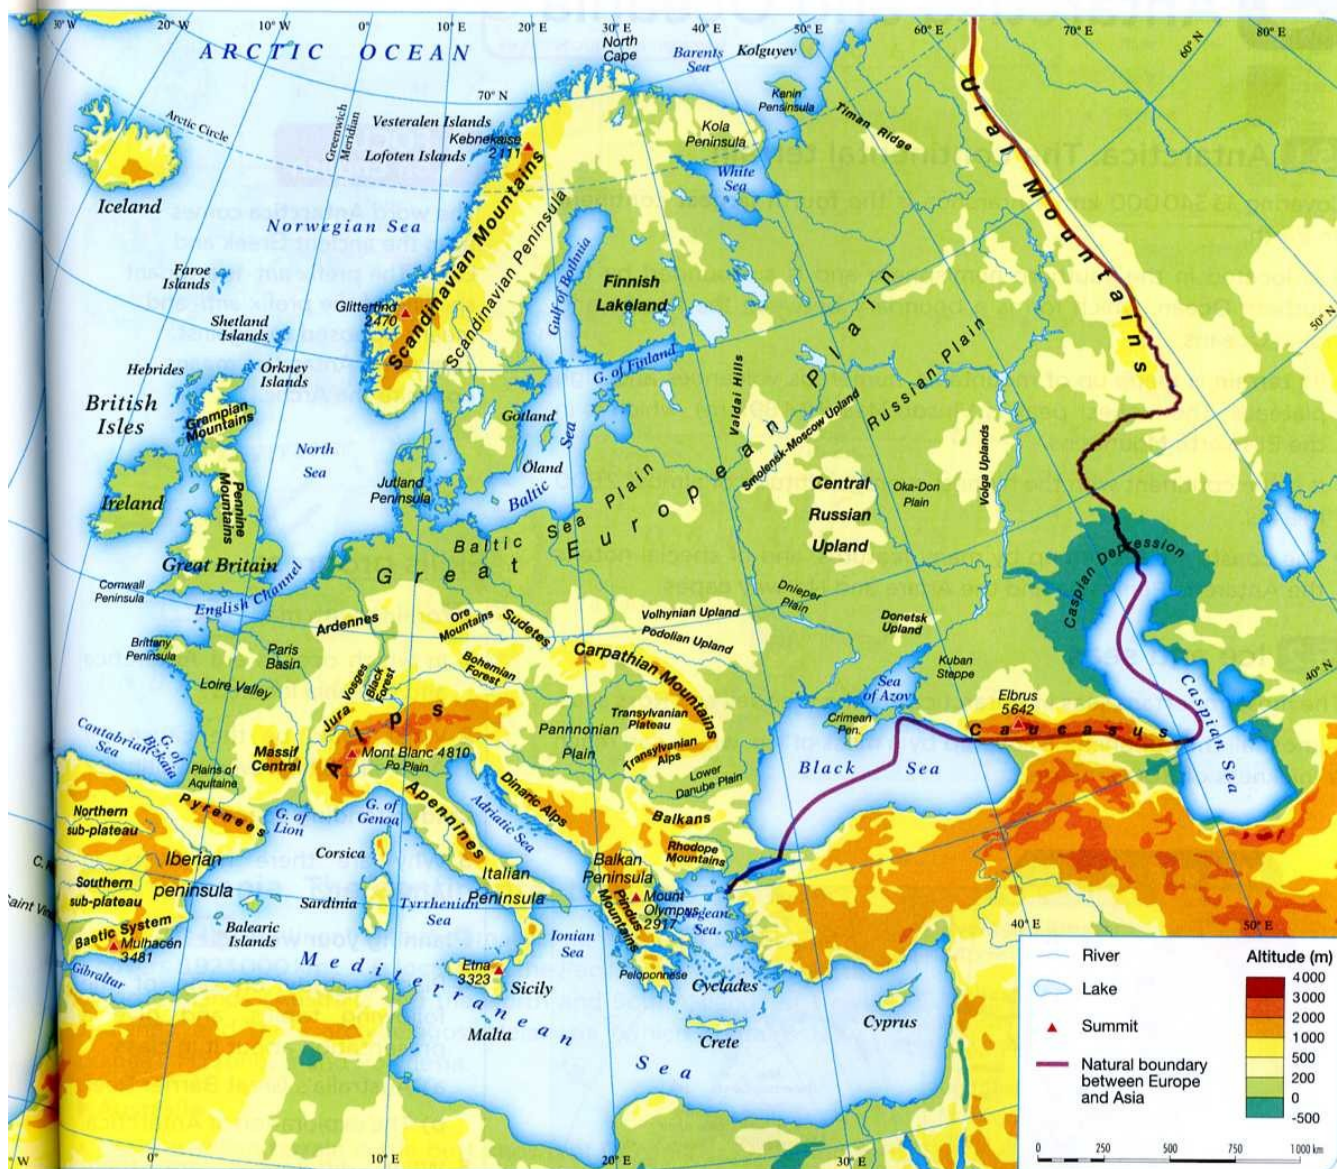 30° W
20° W
10° W
0°
10° E
20° E
30° E
40° E
50° E
60° E
70° E
60° N
80° E
ARCTIC OCEAN
North
Cape
Barents
Sea
Kolguyev
70° N
Kenin
Pensinsula
Timan Ridge
Arctic Circle
Greenwich
Meridian
Vesteralen Islands
Kebnekaise
2111
Lofoten Islands
Kola
Peninsula
White
Sea
Ural Mountains
Iceland
Norwegian Sea
Scandinavian Mountains
Scandinavian Peninsula
Gulf of Bothnia
Finnish
Lakeland
Faroe
Islands
Glittertind
2470
50° N
Shetland
Islands
Hebrides
Orkney
Islands
G. of Finland
Valdai Hills
Great European Plain
Russian Plain
British
Isles
Grampian
Mountains
Gotland
Smolensk-Moscow Upland
North
Sea
Öland
Baltic Sea
Jutland
Peninsula
Ireland
Pennine
Mountains
Baltic Sea Plain
Central
Russian
Upland
Oka-Don
Plain
Volga Uplands
Great Britain
Caspian Depression
Cornwall
Peninsula
English Channel
Dnieper
Plain
Donetsk
Upland
Ardennes
Ore
Mountains
Sudetes
Volhynian Upland
Podolian Upland
Brittany
Peninsula
Paris
Basin
Loire Valley
Vosges
Black
Forest
Bohemian
Forest
Carpathian Mountains
Kuban
Steppe
Sea
of Azov
Elbrus
5642
40° N
Caspian Sea
Jura
Alps
Pannnonian
Plain
Transylvanian
Plateau
Transylvanian
Alps
Crimean
Pen.
Caucasus
Cantabrian
Sea
G. of
Bizkaia
Massif
Central
Mont Blanc 4810
Po Plain
Lower
Danube Plain
Black Sea
Plains of
Aquitaine
Dinaric Alps
Northern
sub-plateau
Pyrenees
G. of
Lion
G. of
Genoa
Apennines
Adriatic Sea
Balkans
Rhodope
Mountains
Iberian
peninsula
Corsica
Italian
Peninsula
Balkan
Peninsula
Southern
sub-plateau
Sardinia
Tyrrhenian
Sea
Pindus
Mountains
Mount
Olympus
2917
Aegean
Sea
Baetic System
Mulhacén
3481
Balearic
Islands
Ionian
Sea
40° E
50° E
Gibraltar
Mediterranean Sea
Etna
3323
Sicily
Peloponnese
Cyclades
Malta
Crete
Cyprus
River
Lake
Summit
Natural boundary
between Europe
and Asia
Altitude (m)
4000
3000
2000
1000
500
200
0
-500
0 250 500 750 1 000 km
W
0°
10° E
20° E
30° E